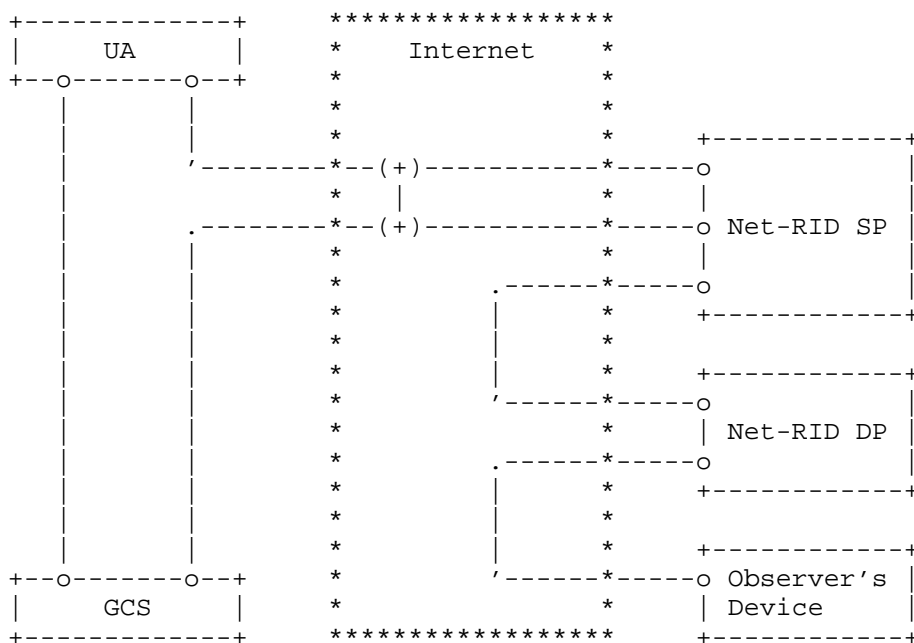 UA
Internet
Net-RID SP
Net-RID DP
Observer's
GCS
Device